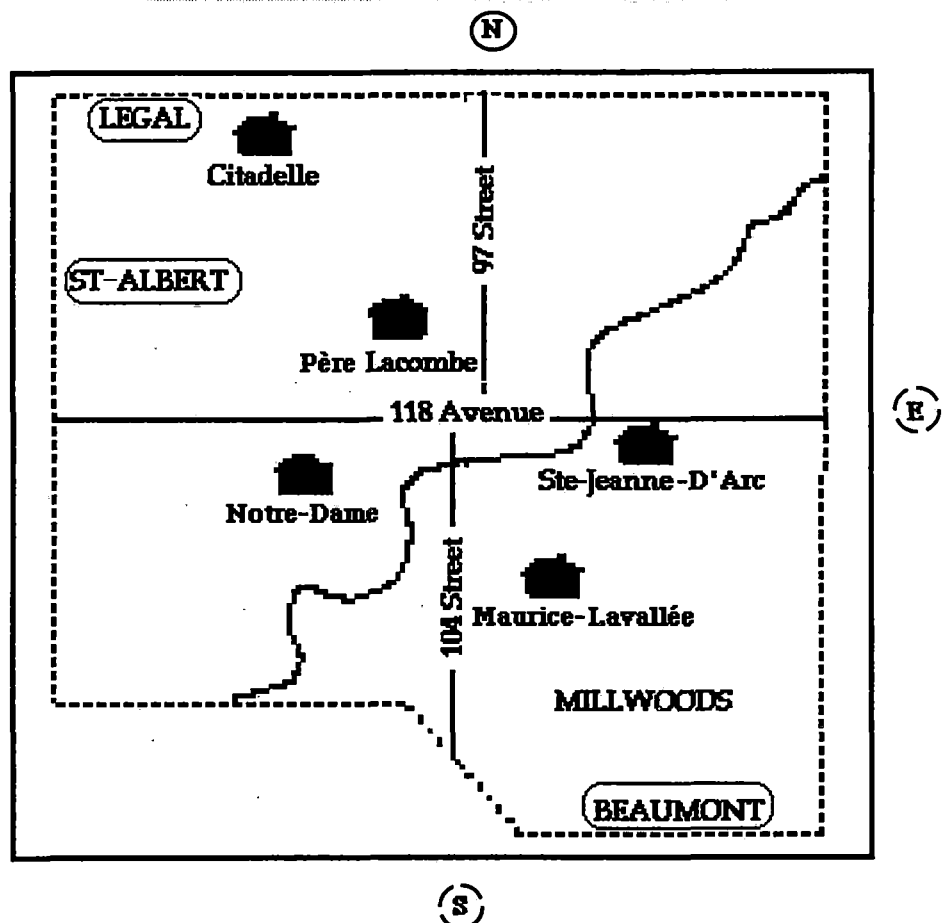 N
LEGAL
Citadelle
97 Street
ST-ALBERT
Père Lacombe
118 Avenue
E
Ste-Jeanne-D'Arc
Notre-Dame
104 Street
Maurice-Lavallée
MILLWOODS
BEAUMONT
S